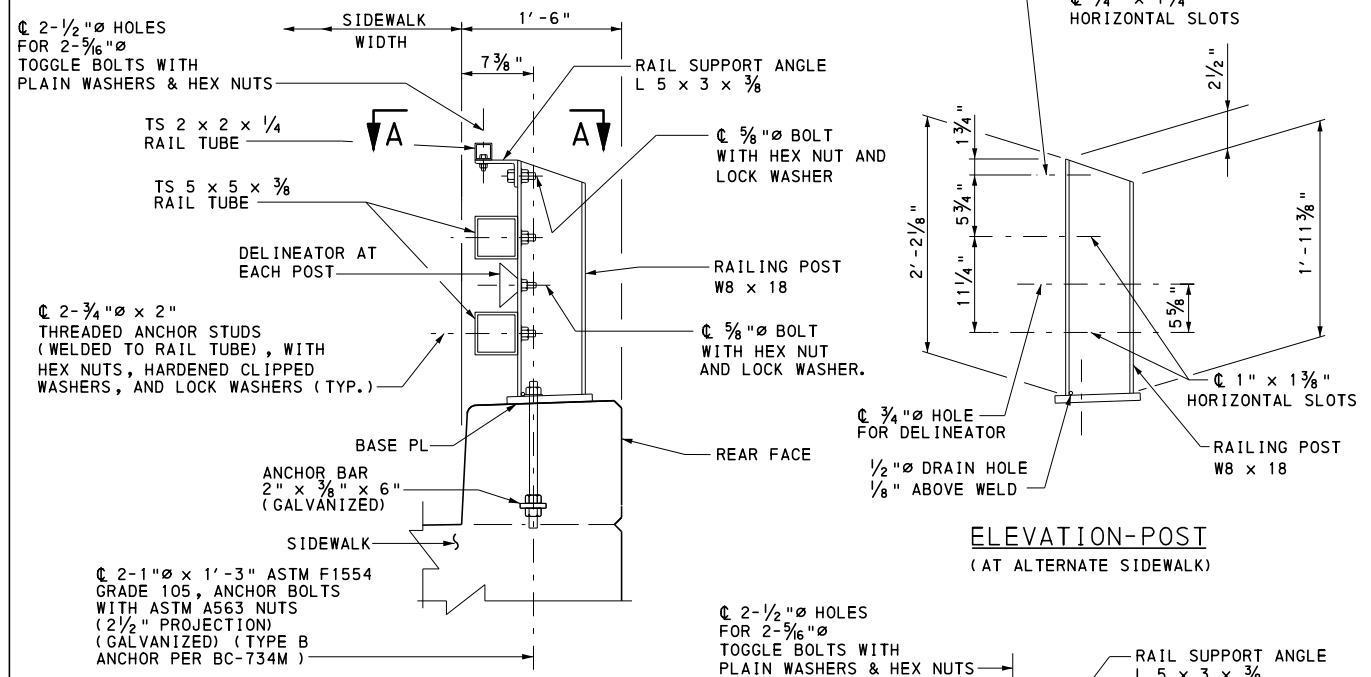 ℄ 2-½"ø HOLES
FOR 2-5⁄16"ø
TOGGLE BOLTS WITH
PLAIN WASHERS & HEX NUTS
SIDEWALK
WIDTH
1'-6"
7⅜"
RAIL SUPPORT ANGLE
L 5 x 3 x ⅜
A
A
TS 2 x 2 x ¼
RAIL TUBE
℄ ⅝"ø BOLT
WITH HEX NUT AND
LOCK WASHER
TS 5 x 5 x ⅜
RAIL TUBE
DELINEATOR AT
EACH POST
RAILING POST
W8 x 18
℄ 2-¾"ø x 2"
THREADED ANCHOR STUDS
(WELDED TO RAIL TUBE), WITH
HEX NUTS, HARDENED CLIPPED
WASHERS, AND LOCK WASHERS (TYP.)
℄ ⅝"ø BOLT
WITH HEX NUT
AND LOCK WASHER.
BASE PL
REAR FACE
ANCHOR BAR
2" x ⅜" x 6"
(GALVANIZED)
SIDEWALK
℄ 2-1"ø x 1'-3" ASTM F1554
GRADE 105, ANCHOR BOLTS
WITH ASTM A563 NUTS
(2½" PROJECTION)
(GALVANIZED) (TYPE B
ANCHOR PER BC-734M )
HORIZONTAL SLOTS
2½"
1¾"
5¾"
2'-2⅛"
11¼"
5⅝"
1'-11⅜"
℄ 1" x 1⅜"
HORIZONTAL SLOTS
℄ ¾"ø HOLE
FOR DELINEATOR
RAILING POST
W8 x 18
½"ø DRAIN HOLE
⅛" ABOVE WELD
ELEVATION-POST
(AT ALTERNATE SIDEWALK)
℄ 2-½"ø HOLES
FOR 2-5⁄16"ø
TOGGLE BOLTS WITH
PLAIN WASHERS & HEX NUTS
RAIL SUPPORT ANGLE
L 5 x 3 x ⅜